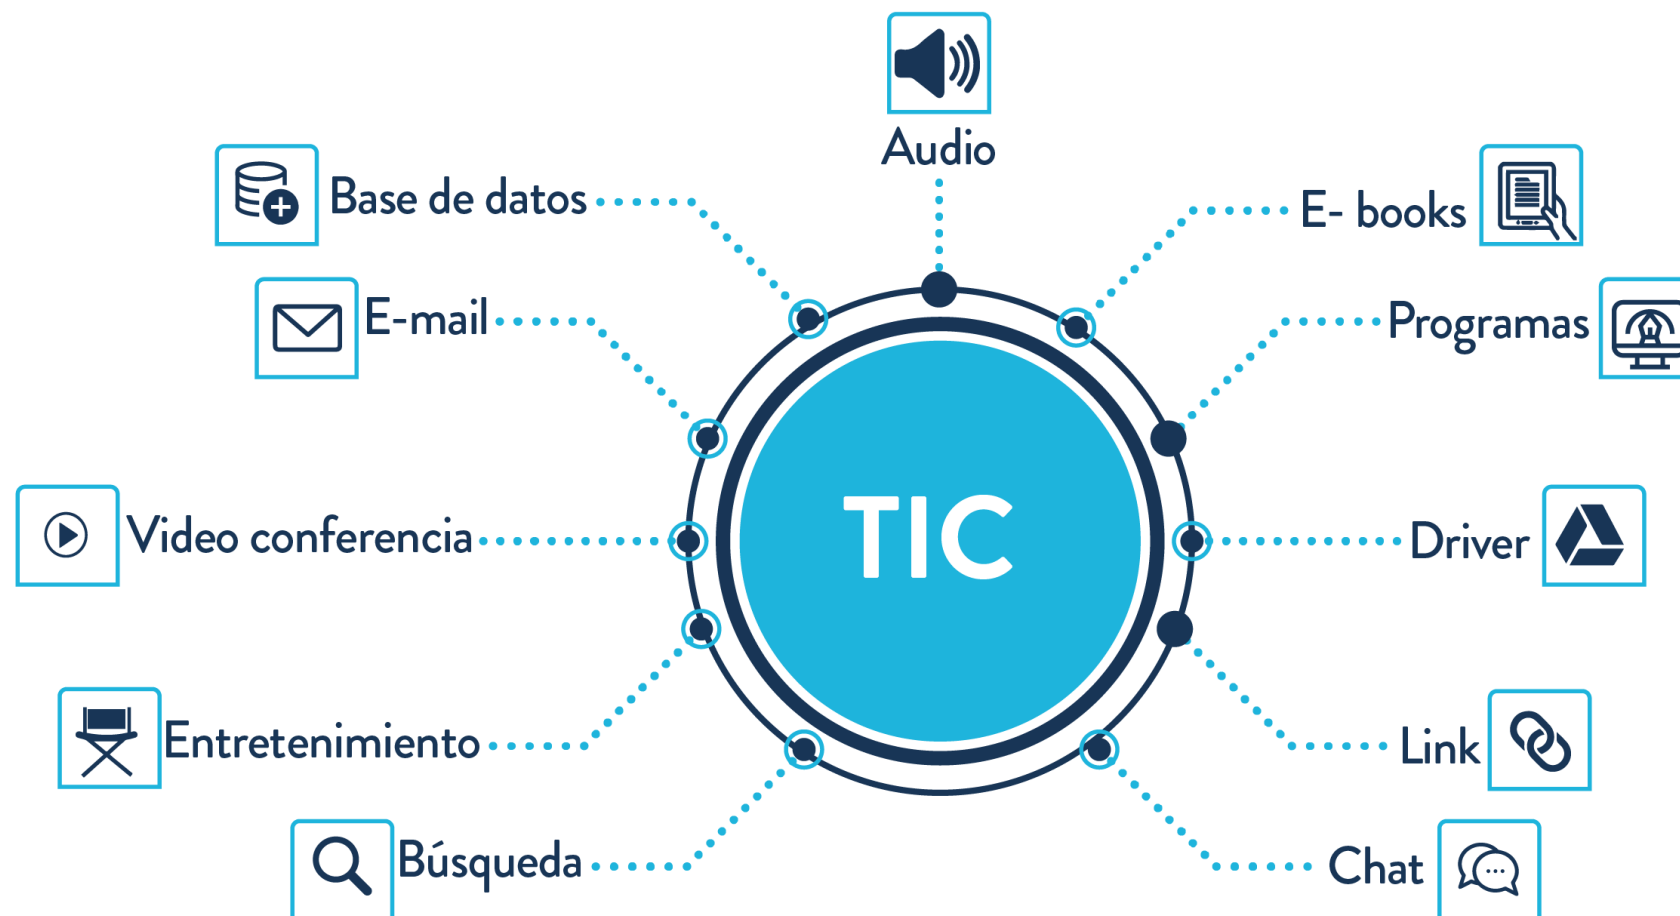 Audio
Base de datos
E- books
E-mail
Programas
TIC
Video conferencia
Driver
Entretenimiento
Link
Búsqueda
Chat